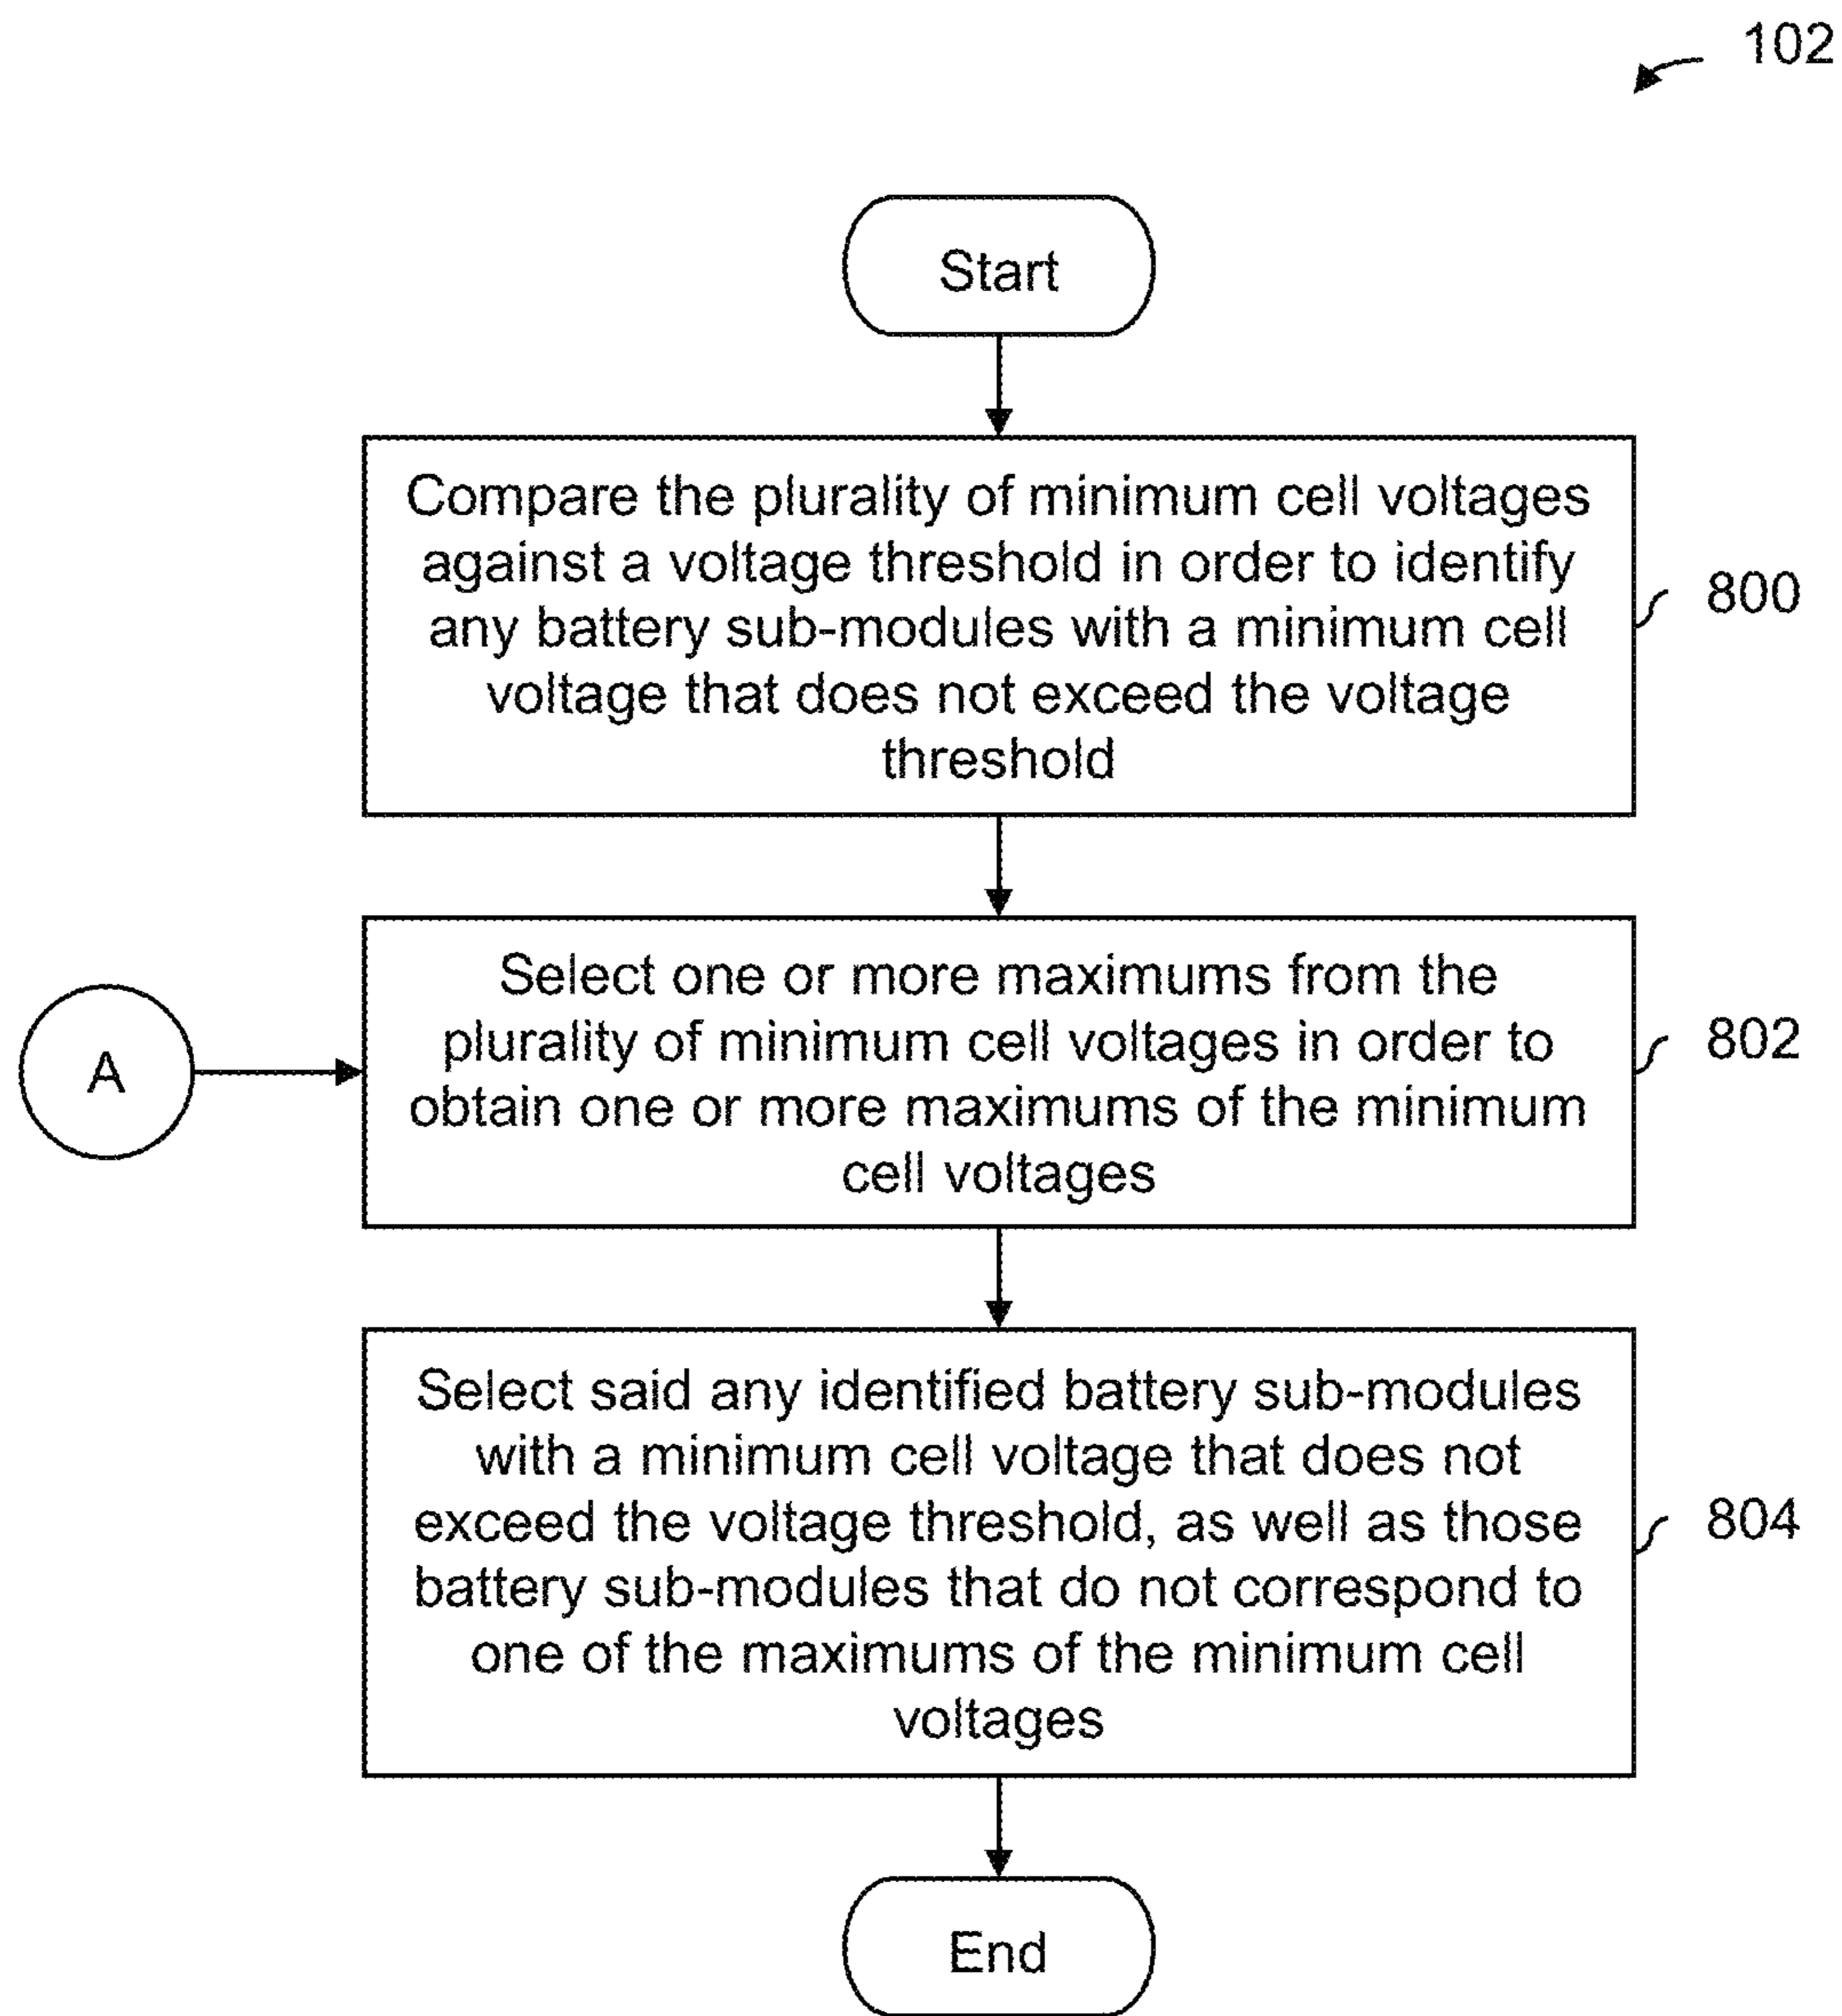 102
Start
Compare the plurality of minimum cell voltages
against a voltage threshold in order to identify
any battery sub-modules with a minimum cell
voltage that does not exceed the voltage
threshold
800
Select one or more maximums from the
plurality of minimum cell voltages in order to
obtain one or more maximums of the minimum
cell voltages
802
A
Select said any identified battery sub-modules
with a minimum cell voltage that does not
exceed the voltage threshold, as well as those
battery sub-modules that do not correspond to
one of the maximums of the minimum cell
voltages
804
End